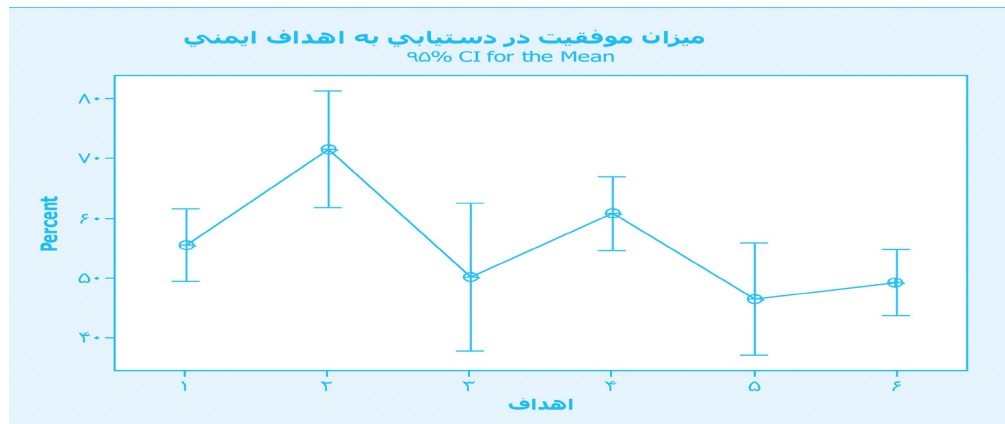 ميزان موفقيت در دستيابي به اهداف ايمني
۹۵% CI for the Mean
Percent
۸۰
۷۰
۶۰
۵۰
۴۰
۱ ۲ ۳ ۴ ۵ ۶
اهداف